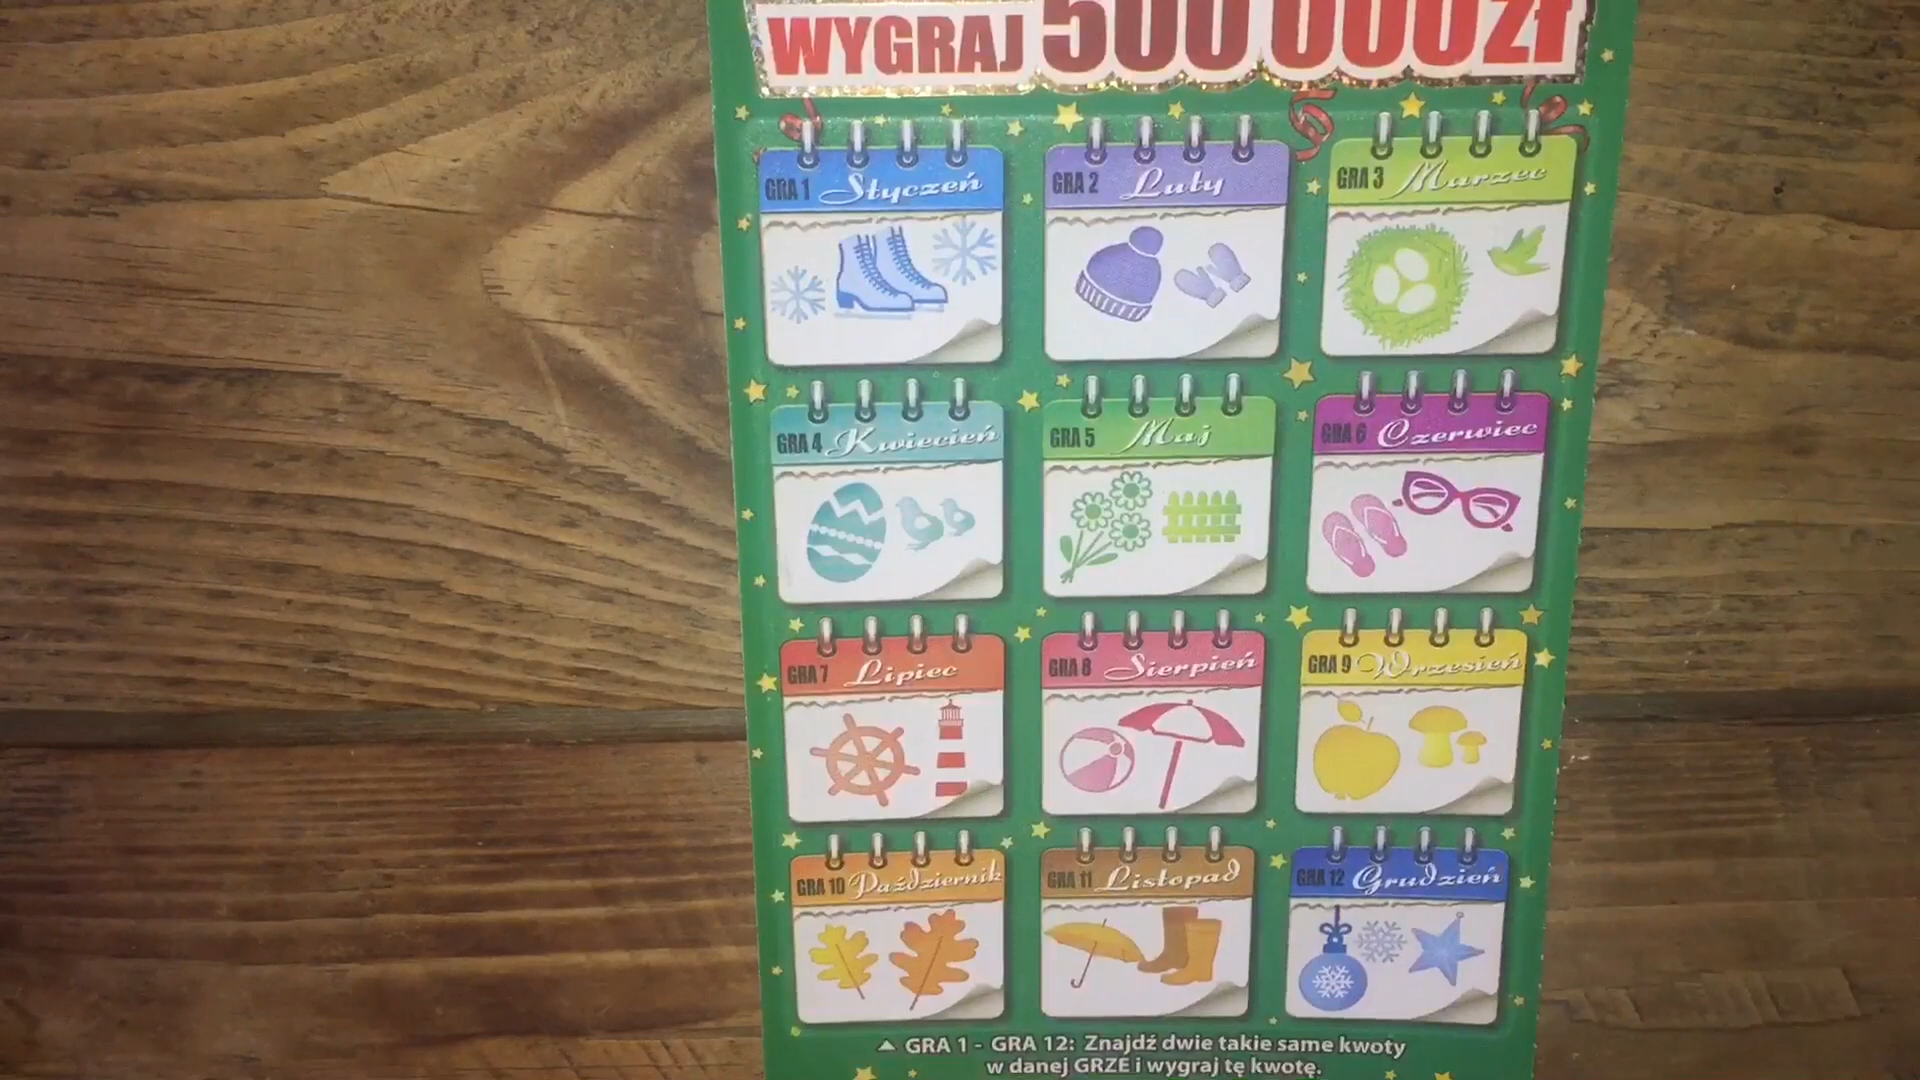 WYGRAJ 500 000zł
GRA 1 Styczeń
GRA 2 Luty
GRA 3 Marzec
GRA 4 Kwiecień
GRA 5 Maj
GRA 6 Czerwiec
GRA 7 Lipiec
GRA 8 Sierpień
GRA 9 Wrzesień
GRA 10 Październik
GRA 11 Listopad
GRA 12 Grudzień
GRA 1 - GRA 12: Znajdź dwie takie same kwoty
w danej GRZE i wygraj tę kwotę.